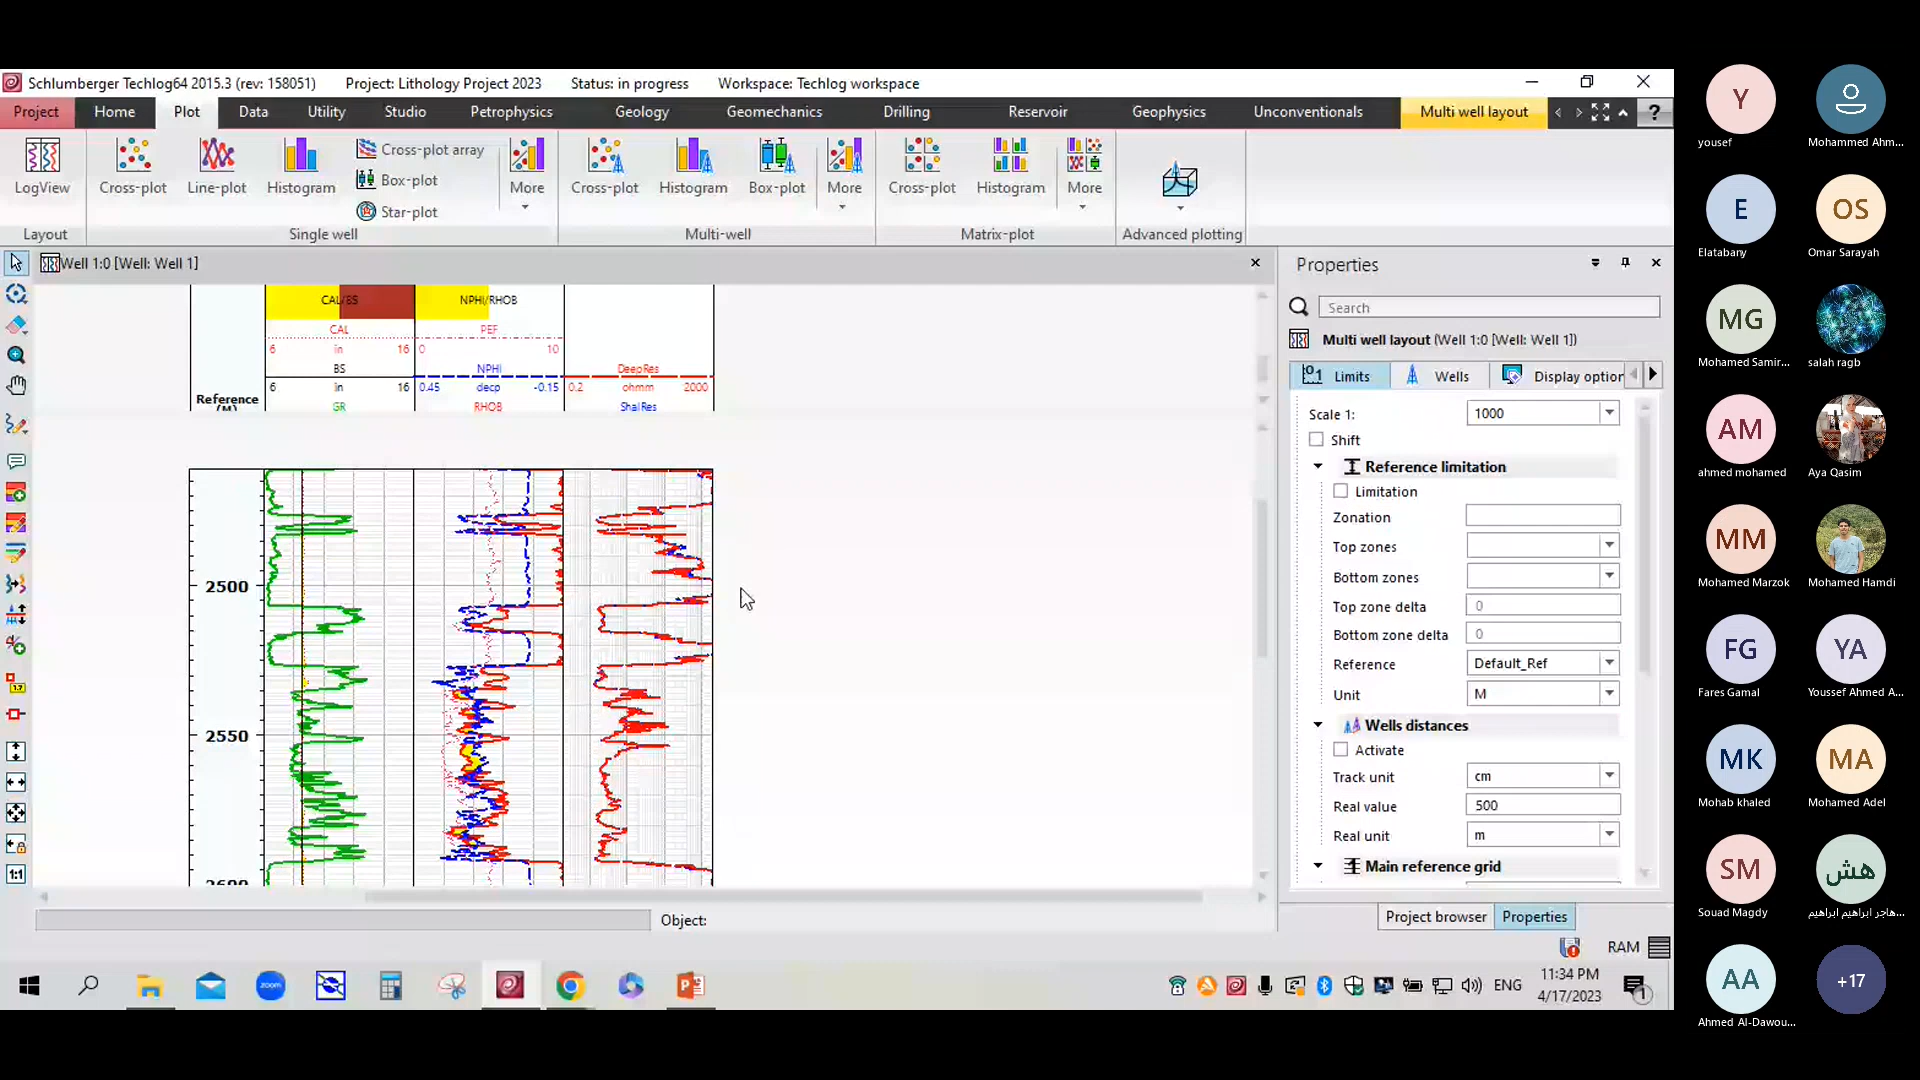 Schlumberger Techlog64 2015.3 (rev: 158051) Project: Lithology Project 2023 Status: in progress Workspace: Techlog workspace
Project Home Plot Data Utility Studio Petrophysics Geology Geomechanics Drilling Reservoir Geophysics Unconventionals Multi well layout ?
LogView Cross-plot Line-plot Histogram Cross-plot array Box-plot Star-plot More Cross-plot Histogram Box-plot More Cross-plot Histogram More
Layout Single well Multi-well Matrix-plot Advanced plotting
Well 1:0 [Well: Well 1]
CAL/BS NPHI/RHOB
CAL PEF
6 in 16 0 10
BS NPHI DeepRes
6 in 16 0.45 decp -0.15 0.2 ohmm 2000
Reference
(M) GR RHOB ShalRes
2500
2550
2600
Object:
Properties
Search
Multi well layout (Well 1:0 [Well: Well 1])
Limits Wells Display option
Scale 1: 1000
Shift
Reference limitation
Limitation
Zonation
Top zones
Bottom zones
Top zone delta 0
Bottom zone delta 0
Reference Default_Ref
Unit M
Wells distances
Activate
Track unit cm
Real value 500
Real unit m
Main reference grid
Project browser Properties
RAM
zoom
ENG
11:34 PM
4/17/2023
1
1:1
1.7
Y
yousef
Mohammed Ahm...
E
Elatabany
OS
Omar Sarayah
MG
Mohamed Samir...
salah ragb
AM
ahmed mohamed
Aya Qasim
MM
Mohamed Marzok
Mohamed Hamdi
FG
Fares Gamal
YA
Youssef Ahmed A...
MK
Mohab khaled
MA
Mohamed Adel
SM
Souad Magdy
هش
هاجر ابراهيم ابراهيم...
AA
Ahmed Al-Dawou...
+17